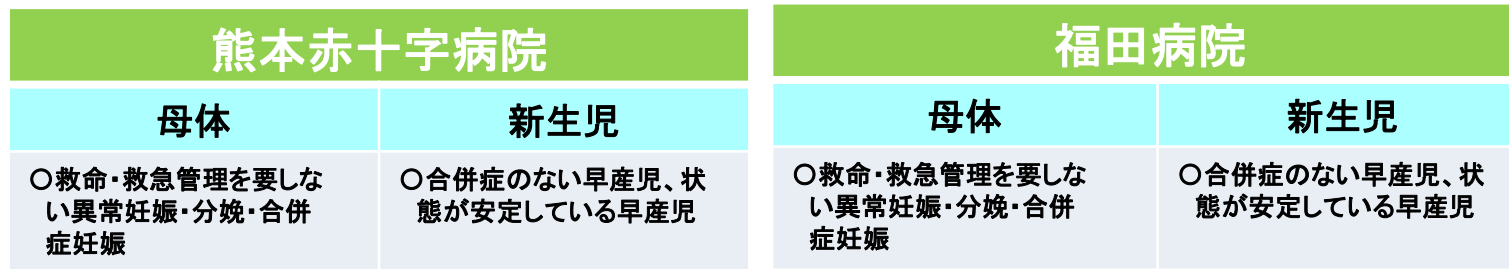 熊本赤十字病院
母体
新生児
○救命・救急管理を要しな
い異常妊娠・分娩・合併
症妊娠
○合併症のない早産児、状
態が安定している早産児
福田病院
母体
新生児
○救命・救急管理を要しな
い異常妊娠・分娩・合併
症妊娠
○合併症のない早産児、状
態が安定している早産児